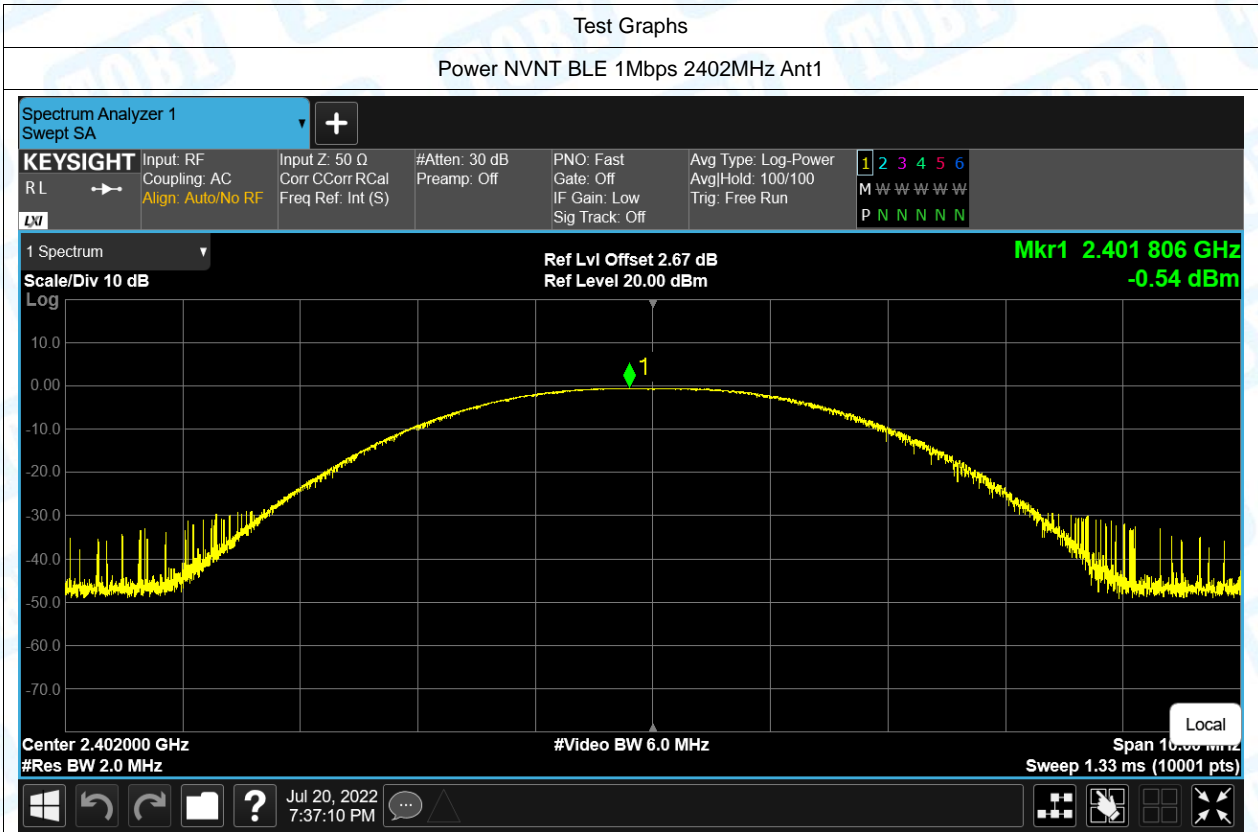 Test Graphs
Power NVNT BLE 1Mbps 2402MHz Ant1
Spectrum Analyzer 1
Swept SA
KEYSIGHT
R L
LXI
Input: RF
Coupling: AC
Align: Auto/No RF
Input Z: 50 Ω
Corr CCorr RCal
Freq Ref: Int (S)
#Atten: 30 dB
Preamp: Off
PNO: Fast
Gate: Off
IF Gain: Low
Sig Track: Off
Avg Type: Log-Power
Avg|Hold: 100/100
Trig: Free Run
1 2 3 4 5 6
M W W W W W
P N N N N N
1 Spectrum
Scale/Div 10 dB
Log
Ref Lvl Offset 2.67 dB
Ref Level 20.00 dBm
Mkr1 2.401 806 GHz
-0.54 dBm
10.0
0.00
-10.0
-20.0
-30.0
-40.0
-50.0
-60.0
-70.0
1
Local
Center 2.402000 GHz
#Res BW 2.0 MHz
#Video BW 6.0 MHz
Span 10.00 MHz
Sweep 1.33 ms (10001 pts)
?
Jul 20, 2022
7:37:10 PM
TOBY